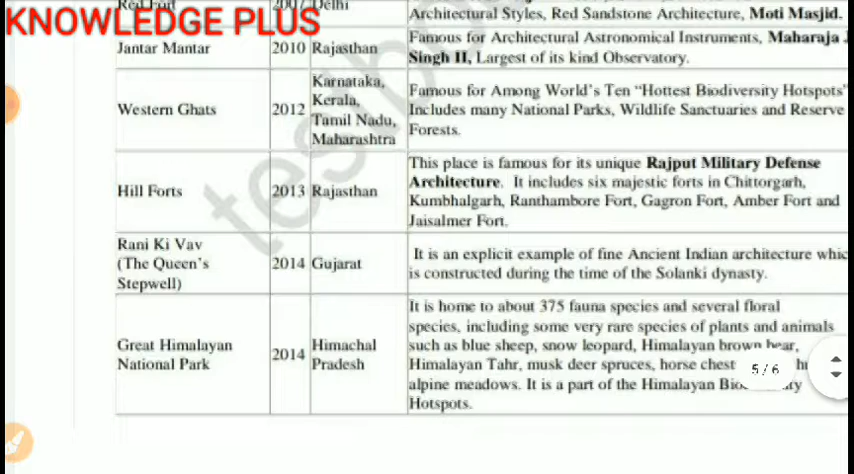 Red Fort 2007 Delhi
Architectural Styles, Red Sandstone Architecture, Moti Masjid.
KNOWLEDGE PLUS
Jantar Mantar 2010 Rajasthan Famous for Architectural Astronomical Instruments, Maharaja J
Singh II, Largest of its kind Observatory.
Western Ghats 2012 Karnataka,
Kerala,
Tamil Nadu,
Maharashtra
Famous for Among World's Ten "Hottest Biodiversity Hotspots"
Includes many National Parks, Wildlife Sanctuaries and Reserve
Forests.
Hill Forts 2013 Rajasthan
This place is famous for its unique Rajput Military Defense
Architecture. It includes six majestic forts in Chittorgarh,
Kumbhalgarh, Ranthambore Fort, Gagron Fort, Amber Fort and
Jaisalmer Fort.
Rani Ki Vav
(The Queen's
Stepwell)
2014 Gujarat
It is an explicit example of fine Ancient Indian architecture whic
is constructed during the time of the Solanki dynasty.
Great Himalayan
National Park
2014 Himachal
Pradesh
It is home to about 375 fauna species and several floral
species, including some very rare species of plants and animals
such as blue sheep, snow leopard, Himalayan brown bear,
Himalayan Tahr, musk deer spruces, horse chest
alpine meadows. It is a part of the Himalayan
Hotspots.
5 / 6